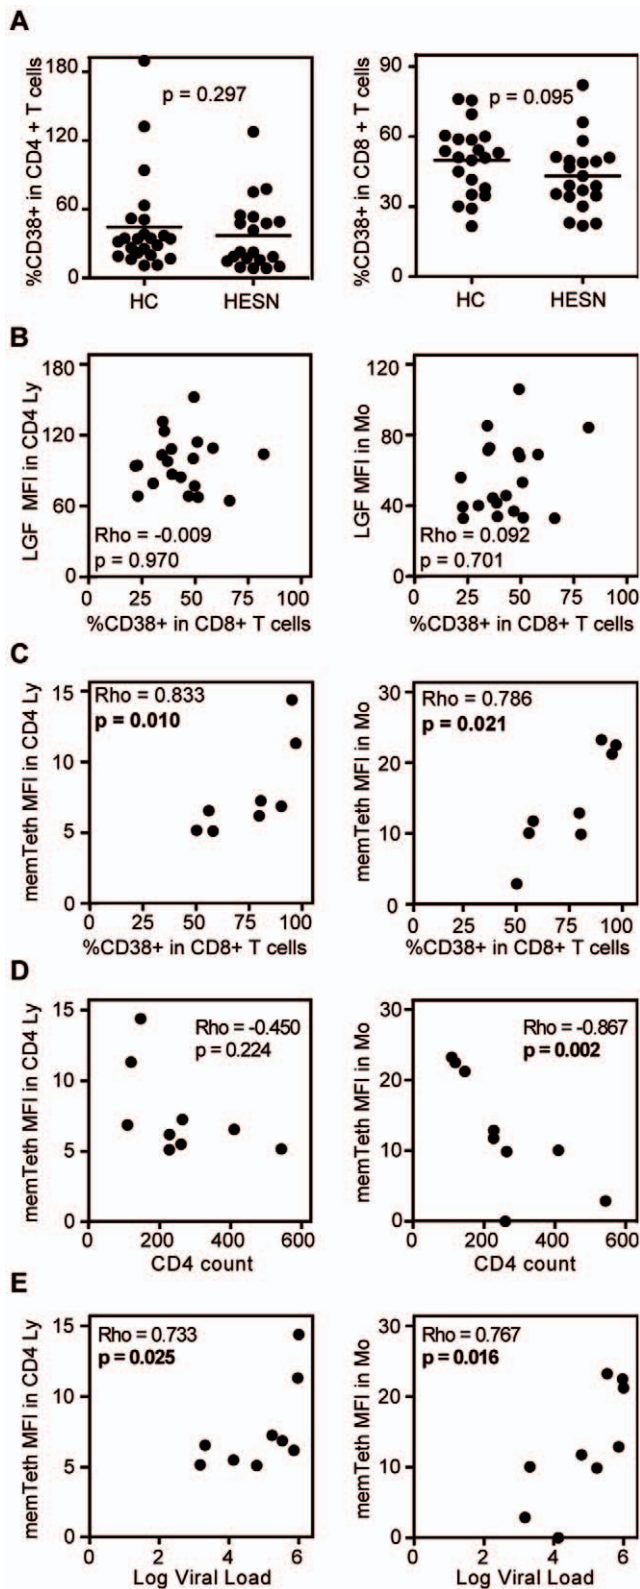 A
%CD38+ in CD4 + T cells
180
120
60
0
p = 0.297
HC
HESN
%CD38+ in CD8 + T cells
90
60
30
0
p = 0.095
HC
HESN
B
LGF MFI in CD4 Ly
180
120
60
0
Rho = -0.009
p = 0.970
0 25 50 75 100
%CD38+ in CD8+ T cells
LGF MFI in Mo
120
80
40
0
Rho = 0.092
p = 0.701
0 25 50 75 100
%CD38+ in CD8+ T cells
C
memTeth MFI in CD4 Ly
15
10
5
0
Rho = 0.833
p = 0.010
0 25 50 75 100
%CD38+ in CD8+ T cells
memTeth MFI in Mo
30
20
10
0
Rho = 0.786
p = 0.021
0 25 50 75 100
%CD38+ in CD8+ T cells
D
memTeth MFI in CD4 Ly
15
10
5
0
Rho = -0.450
p = 0.224
0 200 400 600
CD4 count
memTeth MFI in Mo
30
20
10
0
Rho = -0.867
p = 0.002
0 200 400 600
CD4 count
E
memTeth MFI in CD4 Ly
15
10
5
0
Rho = 0.733
p = 0.025
0 2 4 6
Log Viral Load
memTeth MFI in Mo
30
20
10
0
Rho = 0.767
p = 0.016
0 2 4 6
Log Viral Load